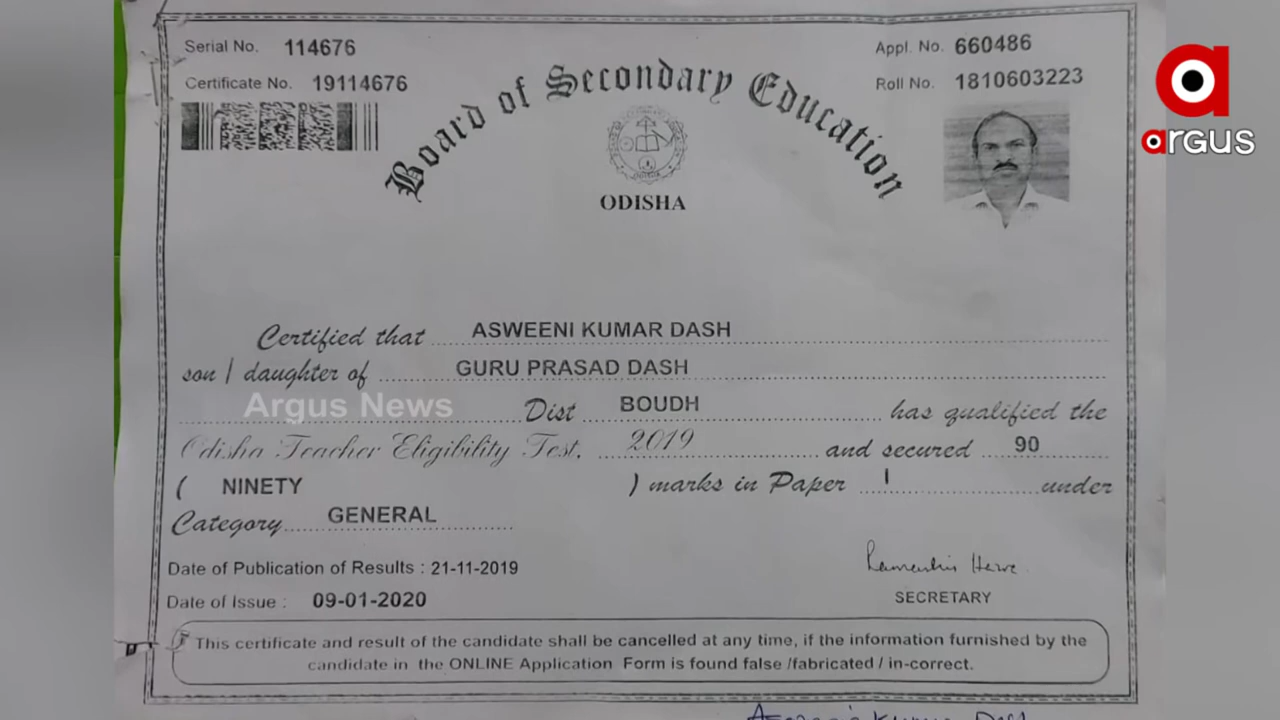 Serial No. 114676
Certificate No. 19114676
Appl. No. 660486
Roll No. 1810603223
argus
Board of Secondary Education
ODISHA
Certified that ASWEENI KUMAR DASH
son / daughter of GURU PRASAD DASH
Dist BOUDH has qualified the
Argus News
Odisha Teacher Eligibility Test, 2019 and secured 90
( NINETY ) marks in Paper I under
Category GENERAL
Date of Publication of Results : 21-11-2019
Date of Issue : 09-01-2020
SECRETARY
This certificate and result of the candidate shall be cancelled at any time, if the information furnished by the
candidate in the ONLINE Application Form is found false /fabricated / in-correct.